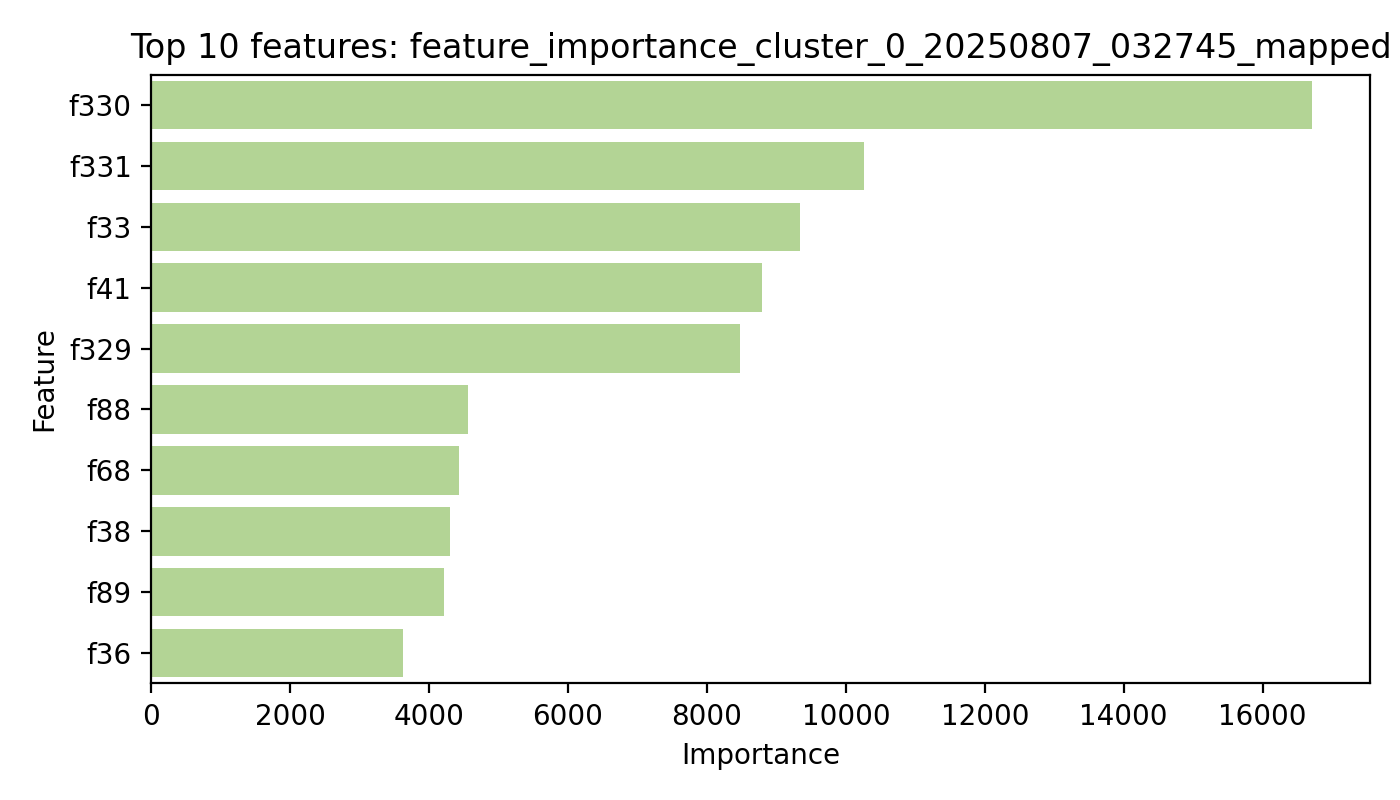 Top 10 features: feature_importance_cluster_0_20250807_032745_mapped
f330
f331
f33
f41
f329
f88
f68
f38
f89
f36
Feature
0 2000 4000 6000 8000 10000 12000 14000 16000
Importance